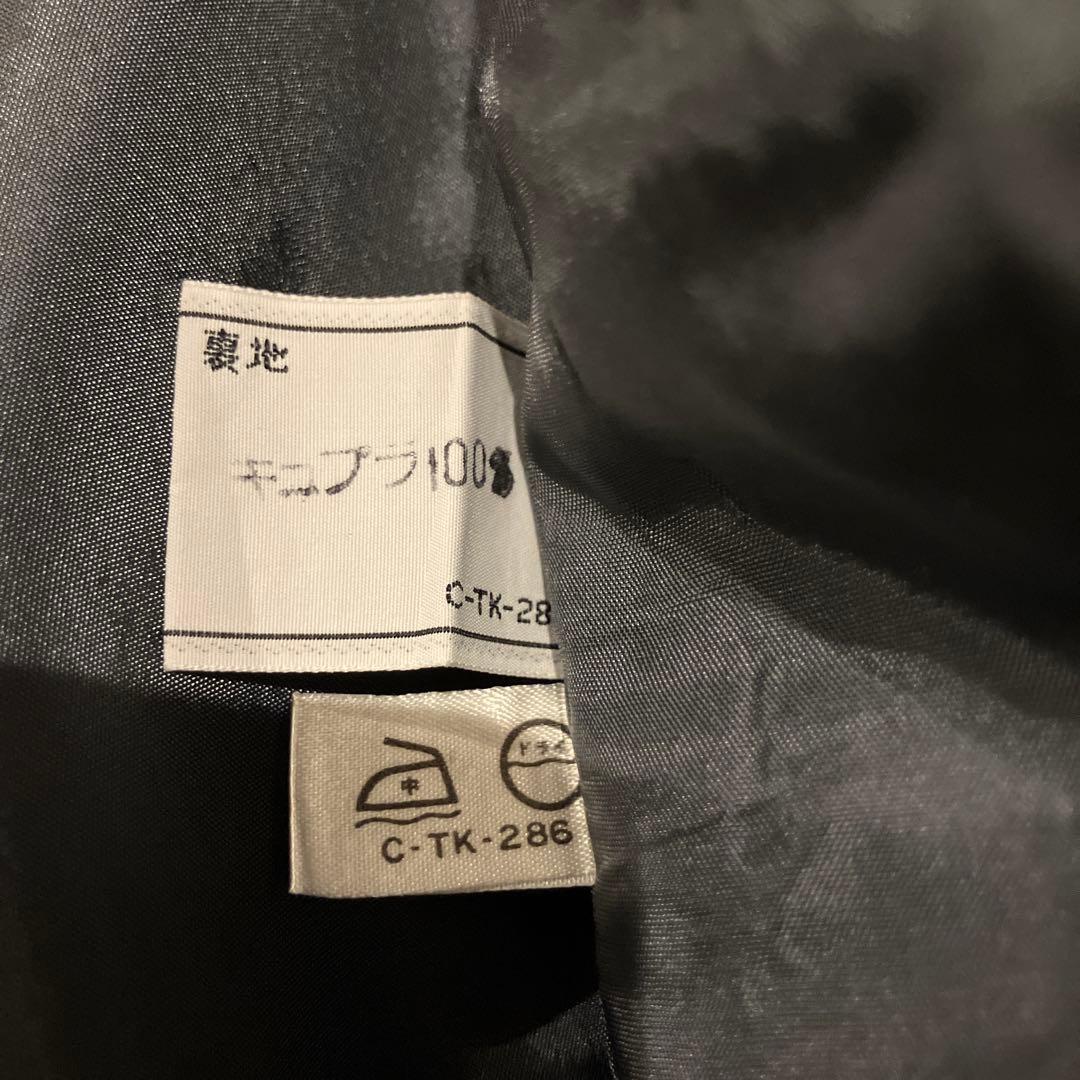 裏地
キュプラ100%
C-TK-28
ドライ
中
C-TK-286